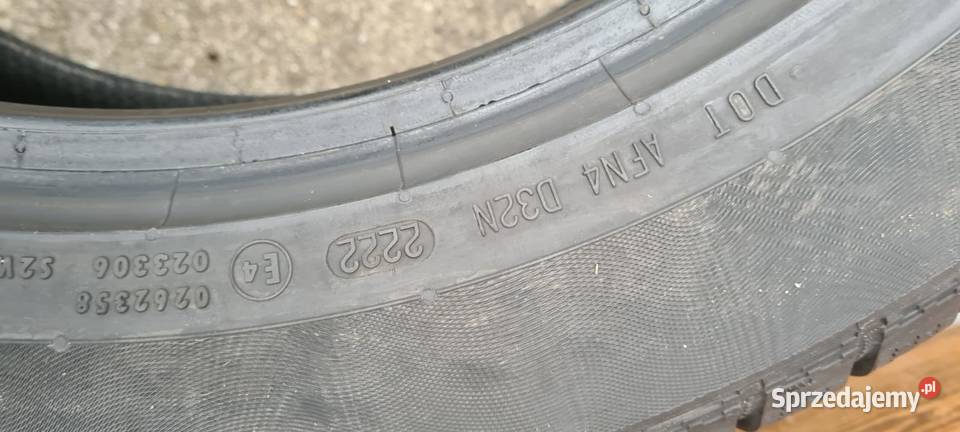 DOT AFN4 D32N 2222
E4
0262358
023306
Sprzedajemy.pl